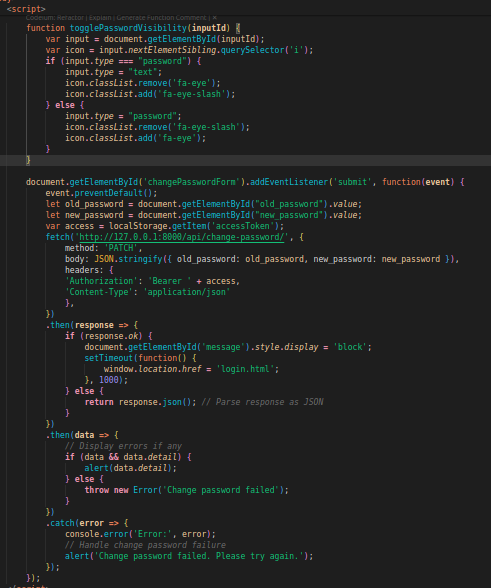 <script>
Codeium: Refactor | Explain | Generate Function Comment | ×
function togglePasswordVisibility(inputId) {
var input = document.getElementById(inputId);
var icon = input.nextElementSibling.querySelector('i');
if (input.type === "password") {
input.type = "text";
icon.classList.remove('fa-eye');
icon.classList.add('fa-eye-slash');
} else {
input.type = "password";
icon.classList.remove('fa-eye-slash');
icon.classList.add('fa-eye');
}
}
document.getElementById('changePasswordForm').addEventListener('submit', function(event) {
event.preventDefault();
let old_password = document.getElementById("old_password").value;
let new_password = document.getElementById("new_password").value;
var access = localStorage.getItem('accessToken');
fetch('http://127.0.0.1:8000/api/change-password/', {
method: 'PATCH',
body: JSON.stringify({ old_password: old_password, new_password: new_password }),
headers: {
'Authorization': 'Bearer ' + access,
'Content-Type': 'application/json'
},
})
.then(response => {
if (response.ok) {
document.getElementById('message').style.display = 'block';
setTimeout(function() {
window.location.href = 'login.html';
}, 1000);
} else {
return response.json(); // Parse response as JSON
}
})
.then(data => {
// Display errors if any
if (data && data.detail) {
alert(data.detail);
} else {
throw new Error('Change password failed');
}
})
.catch(error => {
console.error('Error:', error);
// Handle change password failure
alert('Change password failed. Please try again.');
});
});